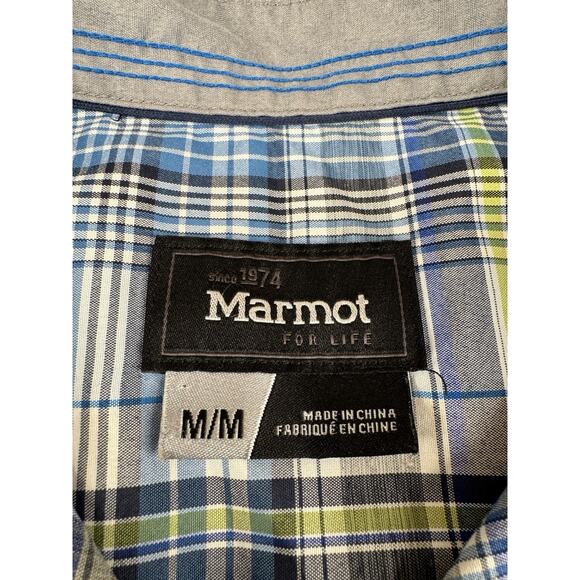 since 1974
Marmot
FOR LIFE
M/M
MADE IN CHINA
FABRIQUÉ EN CHINE